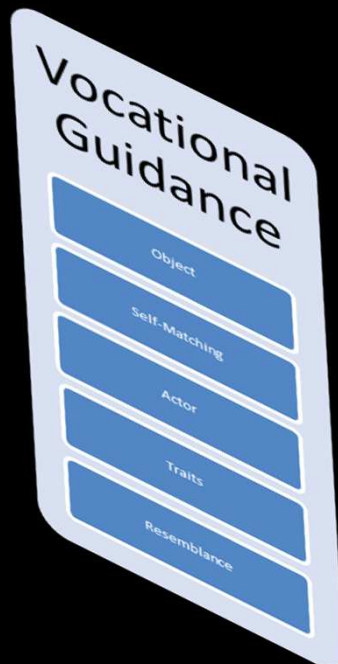 Vocational
Guidance
Object
Self-Matching
Actor
Traits
Resemblance